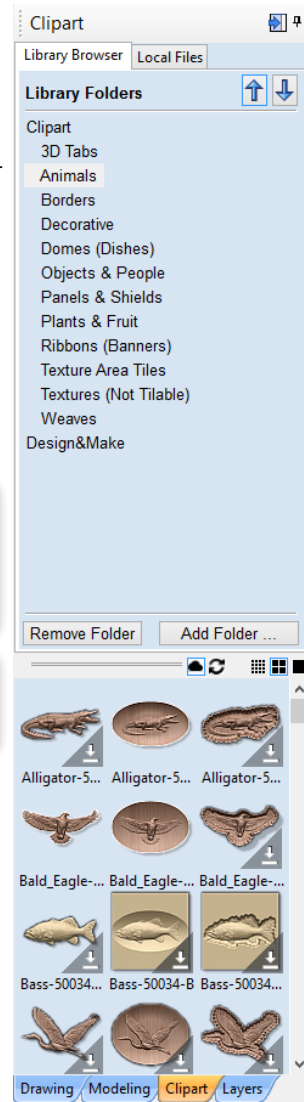 Clipart
Library Browser Local Files
Library Folders
Clipart
3D Tabs
Animals
Borders
Decorative
Domes (Dishes)
Objects & People
Panels & Shields
Plants & Fruit
Ribbons (Banners)
Texture Area Tiles
Textures (Not Tilable)
Weaves
Design&Make
Remove Folder Add Folder ...
Alligator-5... Alligator-5... Alligator-5...
Bald_Eagle-... Bald_Eagle-... Bald_Eagle-...
Bass-50034... Bass-50034-B Bass-50034...
Drawing Modeling Clipart Layers